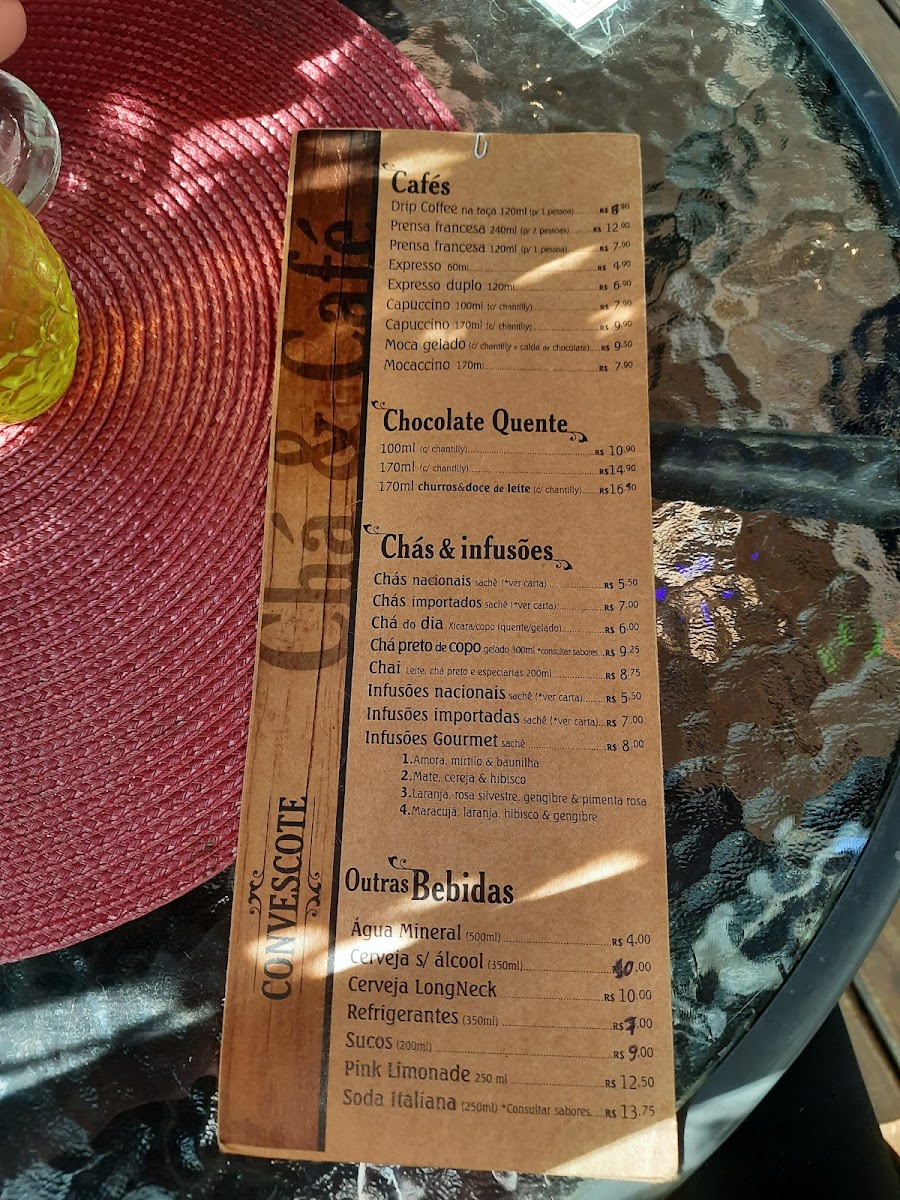 Chá & Café
CONVESCOTE
Cafés
Drip Coffee na taça 120ml (p/ 1 pessoa) R$ 8,90
Prensa francesa 240ml (p/ 2 pessoas) R$ 12,90
Prensa francesa 120ml (p/ 1 pessoa) R$ 7,90
Expresso 60ml R$ 4,90
Expresso duplo 120ml R$ 6,90
Capuccino 100ml (c/ chantilly) R$ 7,90
Capuccino 170ml (c/ chantilly) R$ 9,90
Moca gelado (c/ chantilly e calda de chocolate) R$ 9,50
Mocaccino 170ml R$ 7,90
Chocolate Quente
100ml (c/ chantilly) R$ 10,90
170ml (c/ chantilly) R$ 14,90
170ml churros&doce de leite (c/ chantilly) R$ 16,90
Chás & infusões
Chás nacionais sachê (*ver carta) R$ 5,50
Chás importados sachê (*ver carta) R$ 7,00
Chá do dia Xícara/copo (quente/gelado) R$ 6,00
Chá preto de copo gelado 300ml *consultar sabores R$ 9,25
Chai Leite, chá preto e especiarias 200ml R$ 8,75
Infusões nacionais sachê (*ver carta) R$ 5,50
Infusões importadas sachê (*ver carta) R$ 7,00
Infusões Gourmet sachê R$ 8,00
1.Amora, mirtilo & baunilha
2.Mate, cereja & hibisco
3.Laranja, rosa silvestre, gengibre & pimenta rosa
4.Maracujá, laranja, hibisco & gengibre
Outras Bebidas
Água Mineral (500ml) R$ 4,00
Cerveja s/ álcool (350ml) 10,00
Cerveja LongNeck R$ 10,00
Refrigerantes (350ml) R$ 7,00
Sucos (200ml) R$ 9,00
Pink Limonade 250 ml R$ 12,50
Soda Italiana (250ml) *Consultar sabores R$ 13,75